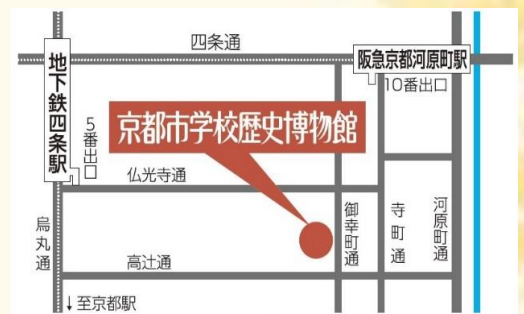 四条通
地下鉄四条駅
阪急京都河原町駅
10番出口
5番出口
京都市学校歴史博物館
仏光寺通
烏丸通
御幸町通
寺町通
河原町通
高辻通
↓至京都駅